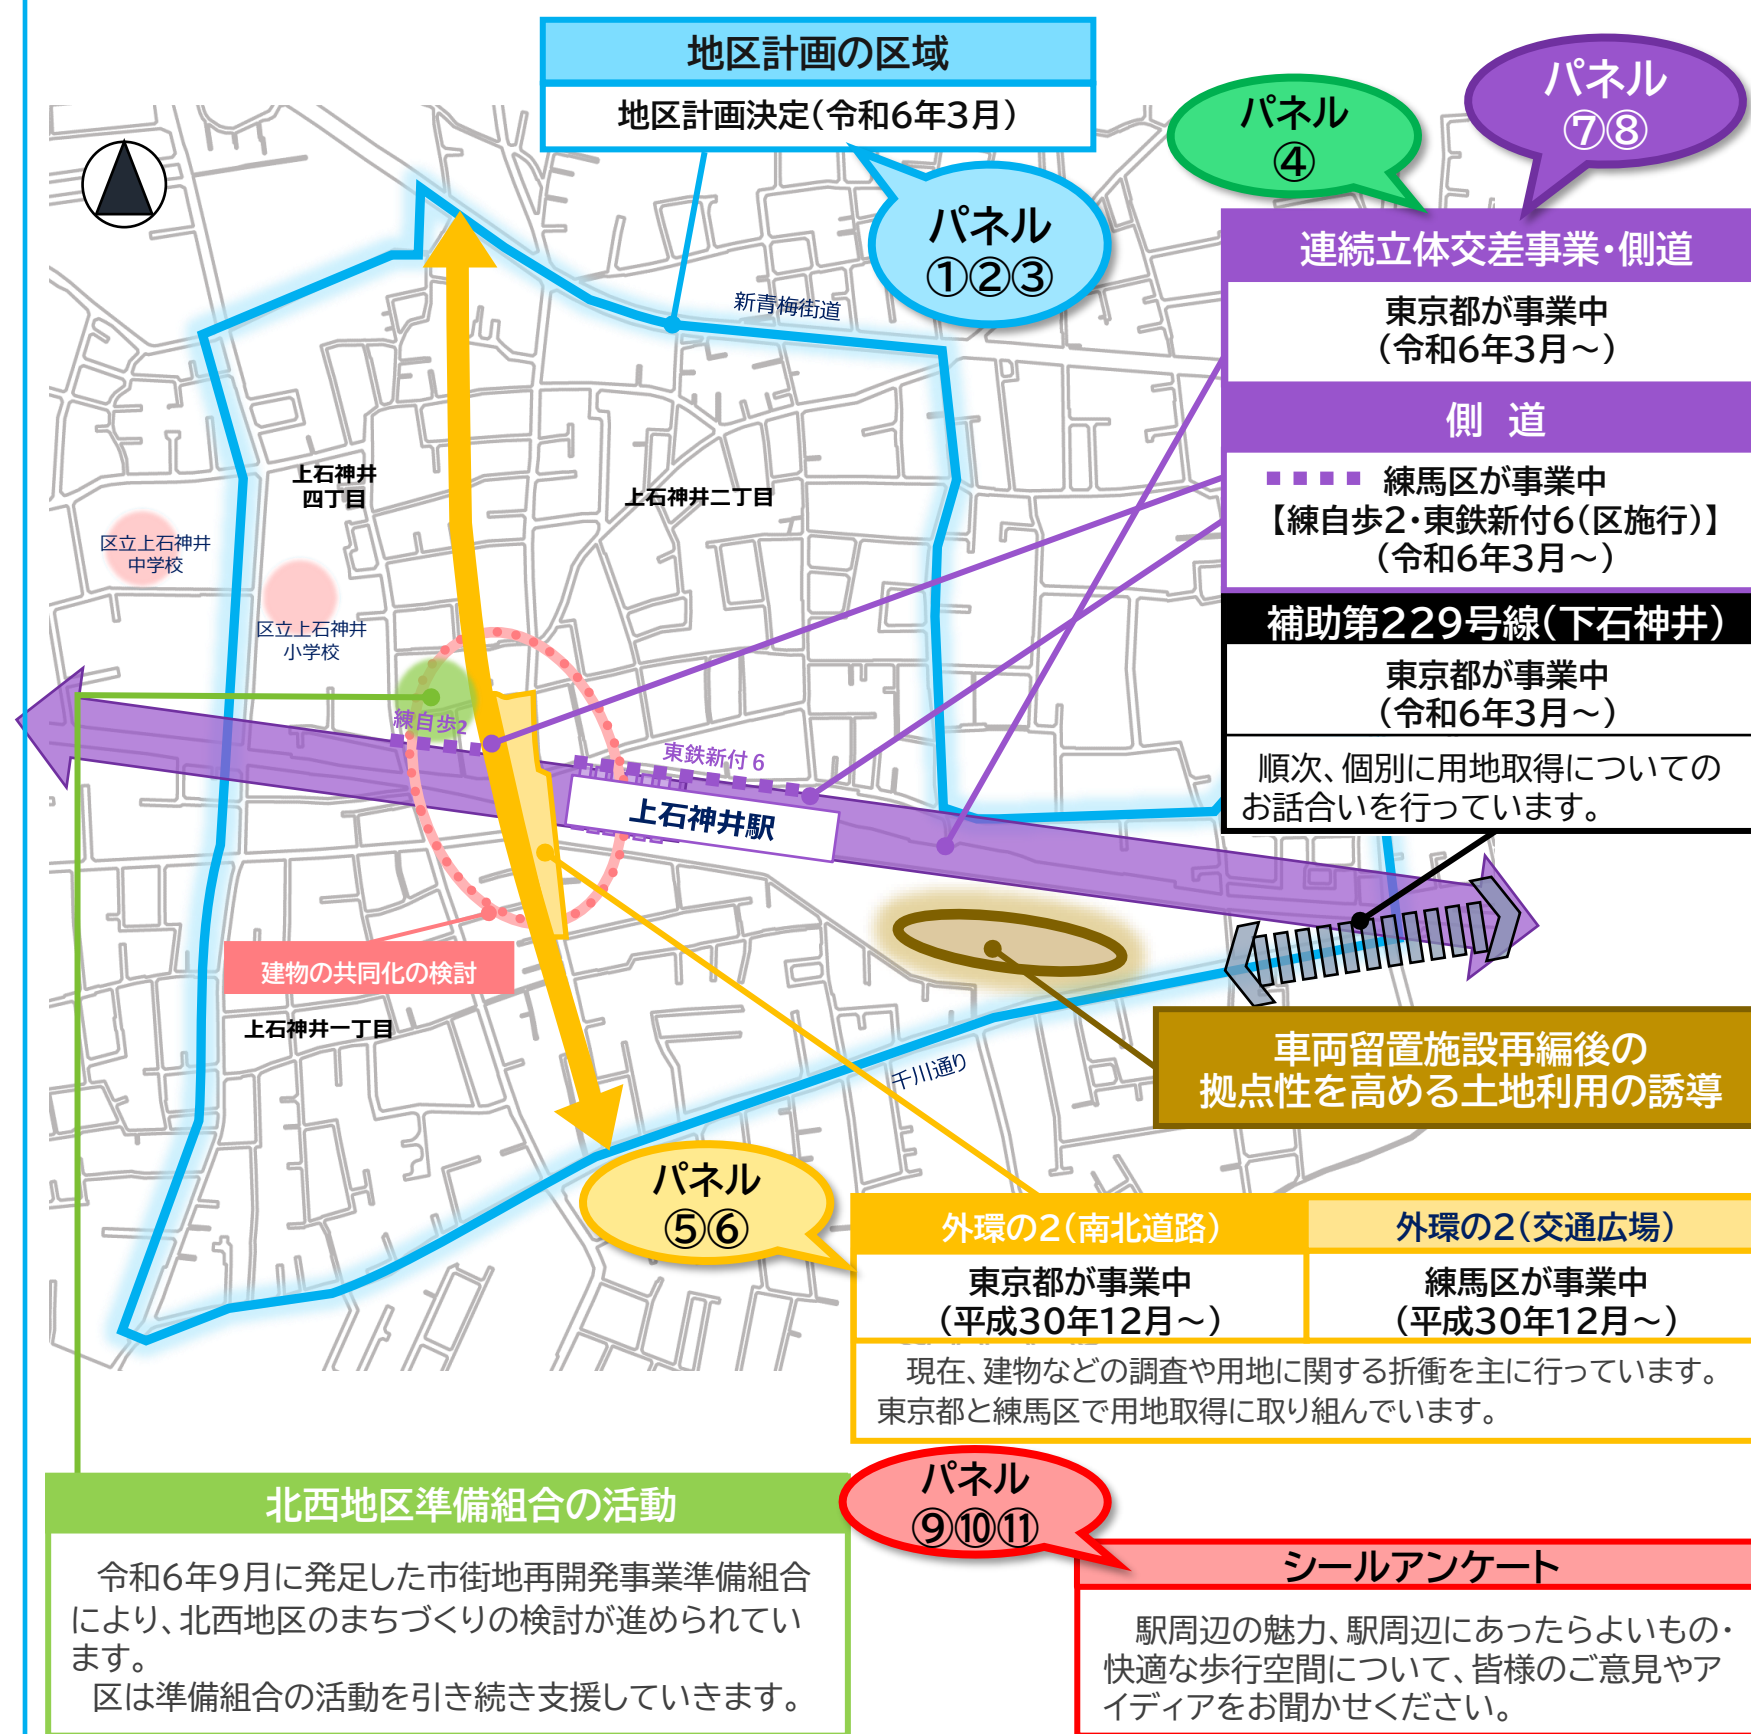 地区計画の区域
地区計画決定(令和6年3月)
パネル
①②③
パネル
④
パネル
⑦⑧
連続立体交差事業・側道
東京都が事業中
(令和6年3月~)
側 道
練馬区が事業中
【練自歩2・東鉄新付6(区施行)】
(令和6年3月~)
補助第229号線(下石神井)
東京都が事業中
(令和6年3月~)
順次、個別に用地取得についての
お話合いを行っています。
新青梅街道
上石神井
四丁目
上石神井二丁目
区立上石神井
中学校
区立上石神井
小学校
練自歩2
東鉄新付6
上石神井駅
建物の共同化の検討
上石神井一丁目
千川通り
車両留置施設再編後の
拠点性を高める土地利用の誘導
パネル
⑤⑥
外環の2(南北道路)
東京都が事業中
(平成30年12月~)
外環の2(交通広場)
練馬区が事業中
(平成30年12月~)
現在、建物などの調査や用地に関する折衝を主に行っています。
東京都と練馬区で用地取得に取り組んでいます。
北西地区準備組合の活動
令和6年9月に発足した市街地再開発事業準備組合
により、北西地区のまちづくりの検討が進められてい
ます。
区は準備組合の活動を引き続き支援していきます。
パネル
⑨⑩⑪
シールアンケート
駅周辺の魅力、駅周辺にあったらよいもの・
快適な歩行空間について、皆様のご意見やア
イディアをお聞かせください。